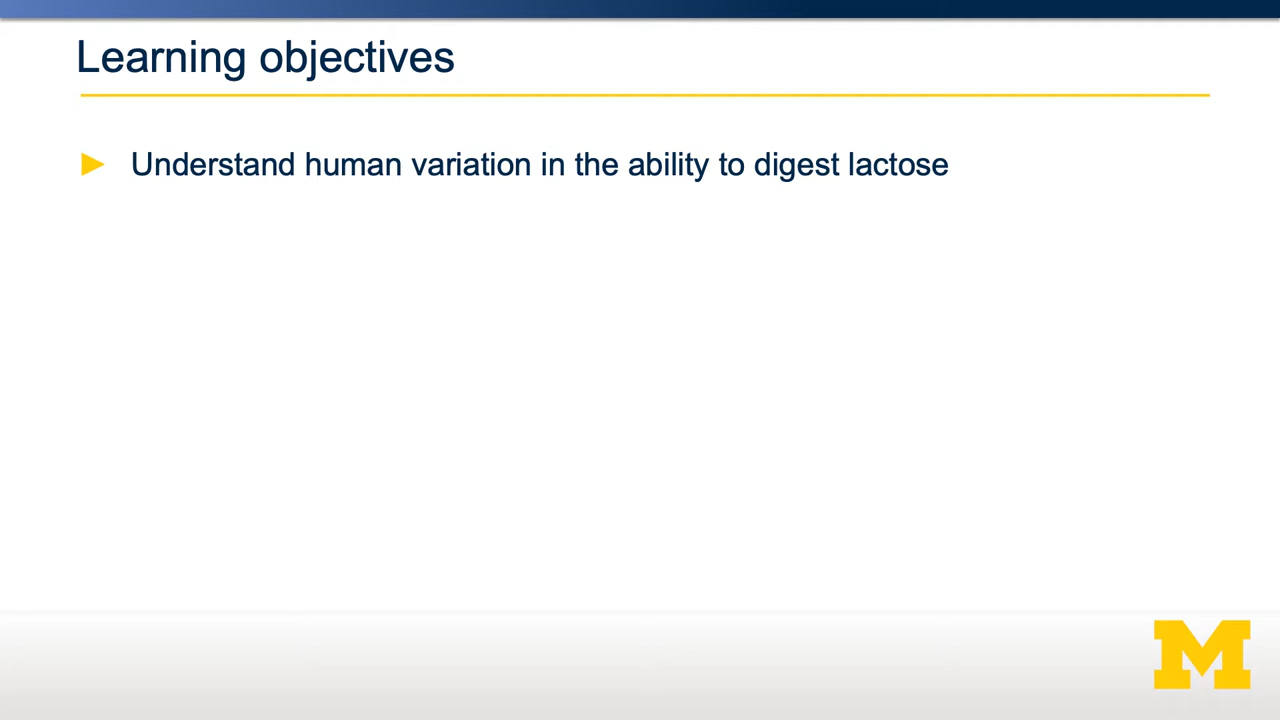 Learning objectives
► Understand human variation in the ability to digest lactose
M